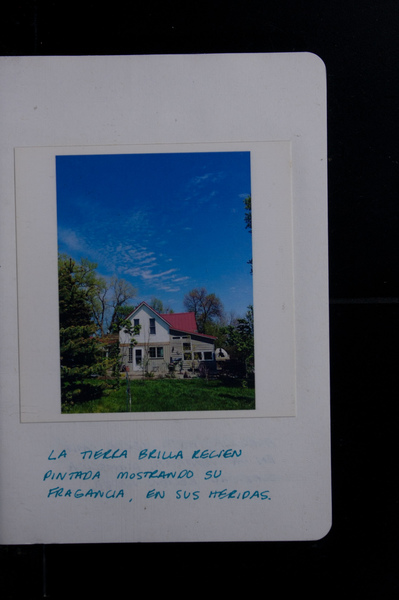 LA TIERRA BRILLA RECIEN
PINTADA MOSTRANDO SU
FRAGANCIA, EN SUS HERIDAS.